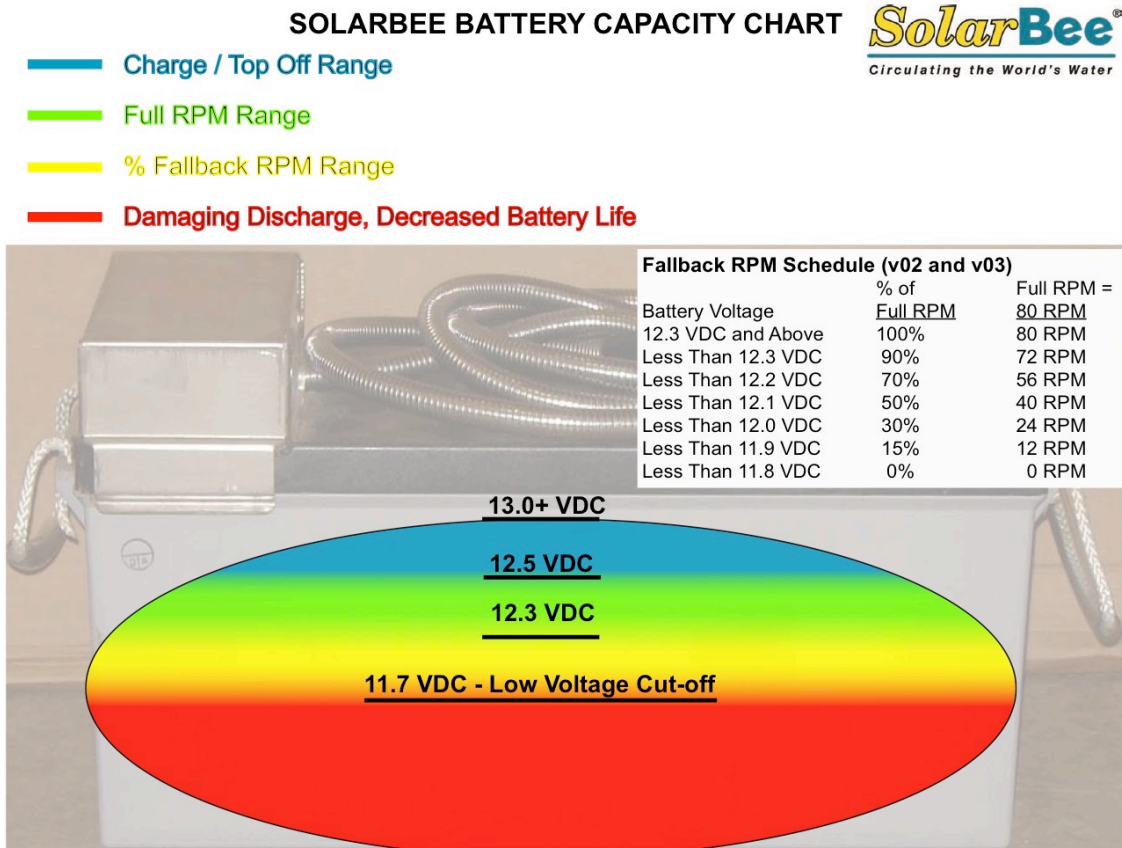 SOLARBEE BATTERY CAPACITY CHART
SolarBee®
Circulating the World's Water
Charge / Top Off Range
Full RPM Range
% Fallback RPM Range
Damaging Discharge, Decreased Battery Life
Fallback RPM Schedule (v02 and v03)
% of Full RPM =
Battery Voltage Full RPM 80 RPM
12.3 VDC and Above 100% 80 RPM
Less Than 12.3 VDC 90% 72 RPM
Less Than 12.2 VDC 70% 56 RPM
Less Than 12.1 VDC 50% 40 RPM
Less Than 12.0 VDC 30% 24 RPM
Less Than 11.9 VDC 15% 12 RPM
Less Than 11.8 VDC 0% 0 RPM
13.0+ VDC
12.5 VDC
12.3 VDC
11.7 VDC - Low Voltage Cut-off